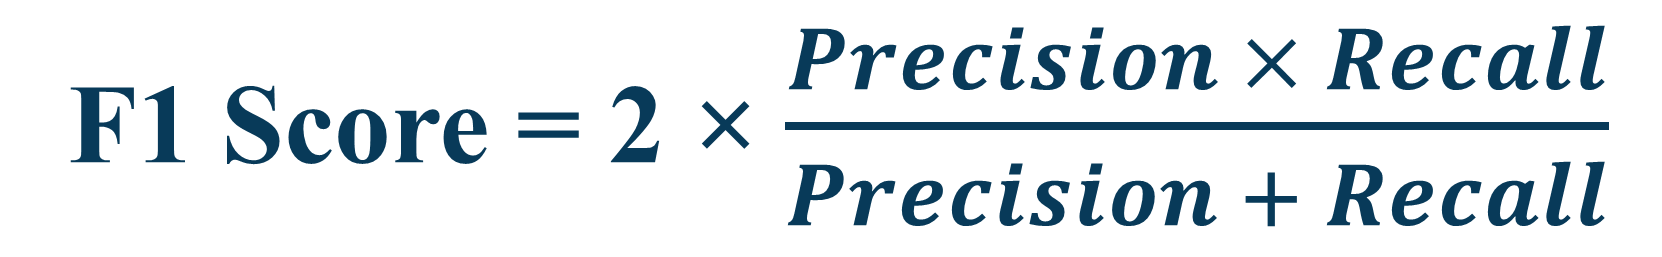 F1 Score = 2 × Precision × Recall
Precision + Recall